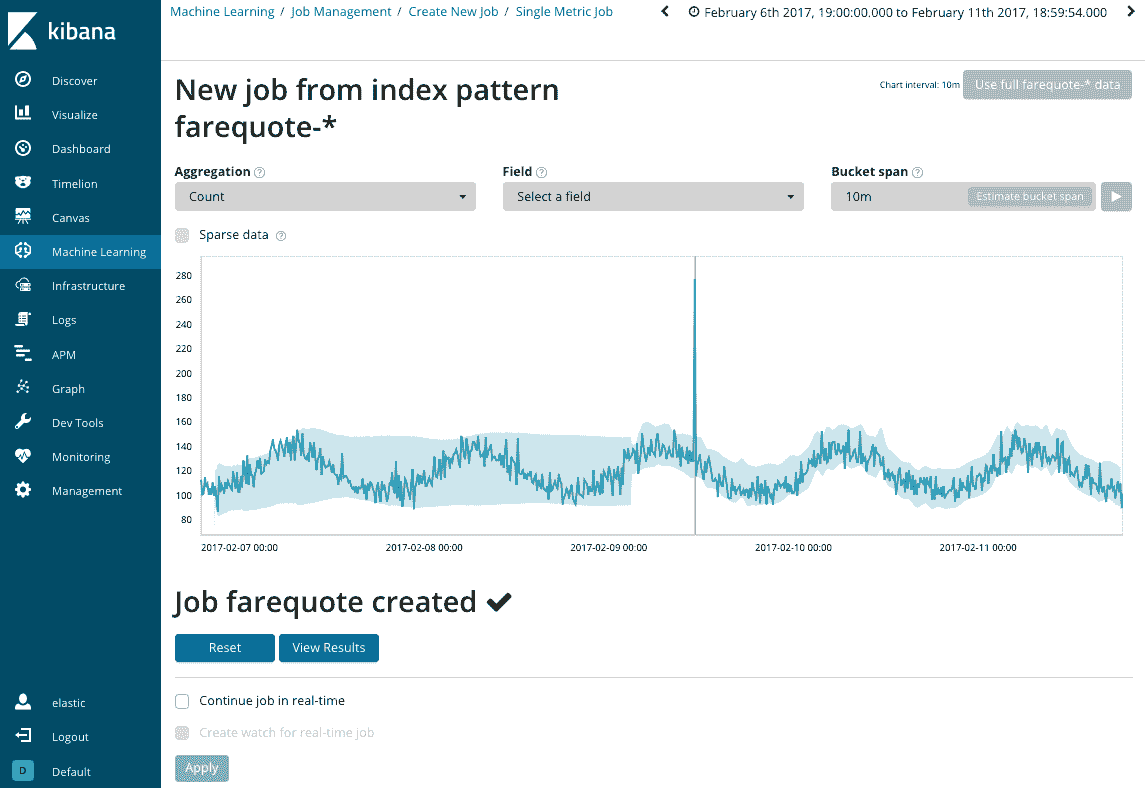 kibana
Discover
Visualize
Dashboard
Timelion
Canvas
Machine Learning
Infrastructure
Logs
APM
Graph
Dev Tools
Monitoring
Management
elastic
Logout
D Default
Machine Learning / Job Management / Create New Job / Single Metric Job
February 6th 2017, 19:00:00.000 to February 11th 2017, 18:59:54.000
New job from index pattern
farequote-*
Chart interval: 10m Use full farequote-* data
Aggregation ? Field ? Bucket span ?
Count Select a field 10m Estimate bucket span
Sparse data ?
280
260
240
220
200
180
160
140
120
100
80
2017-02-07 00:00 2017-02-08 00:00 2017-02-09 00:00 2017-02-10 00:00 2017-02-11 00:00
Job farequote created
Reset View Results
Continue job in real-time
Create watch for real-time job
Apply